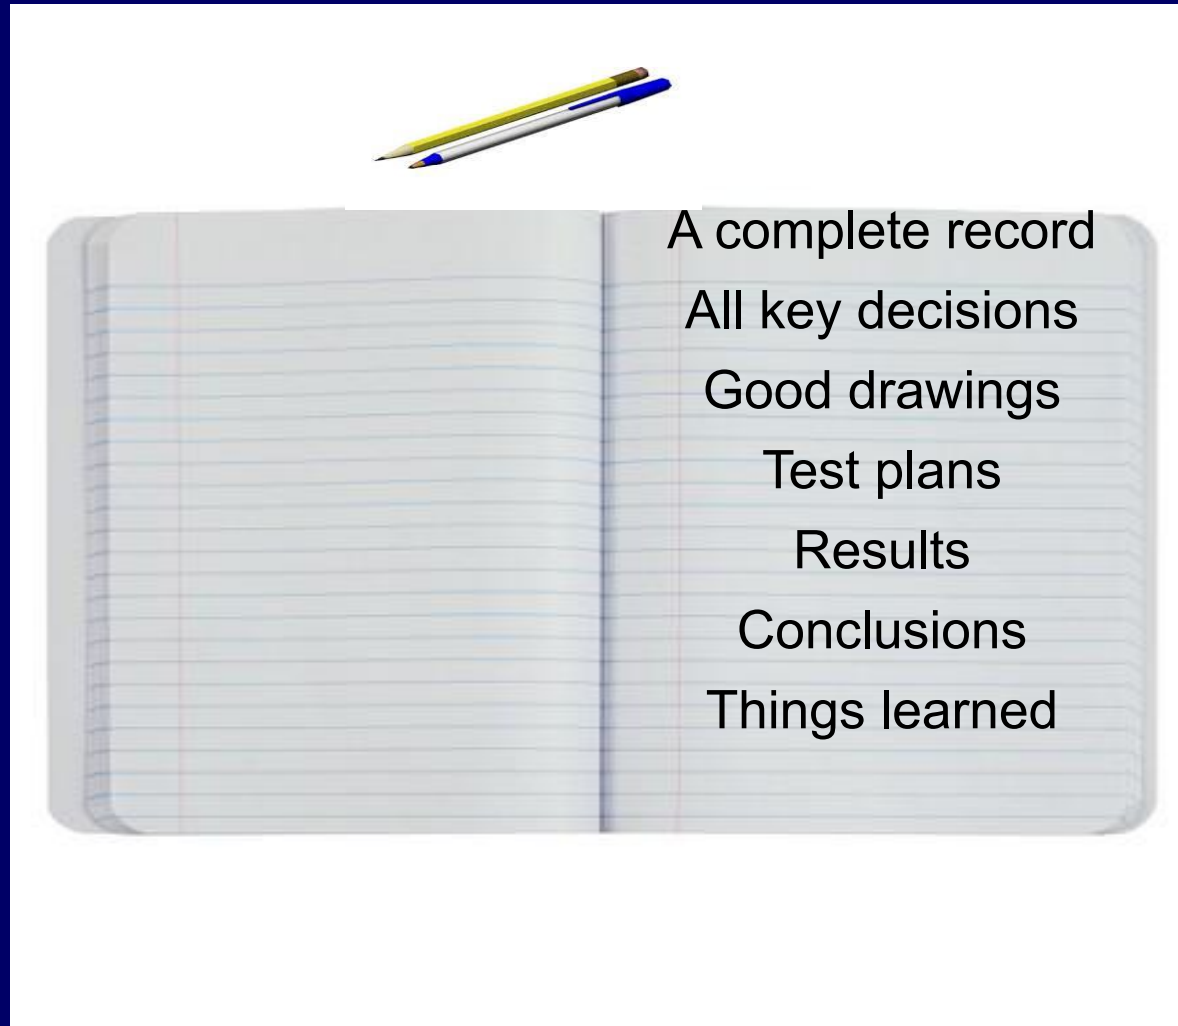 A complete record
All key decisions
Good drawings
Test plans
Results
Conclusions
Things learned